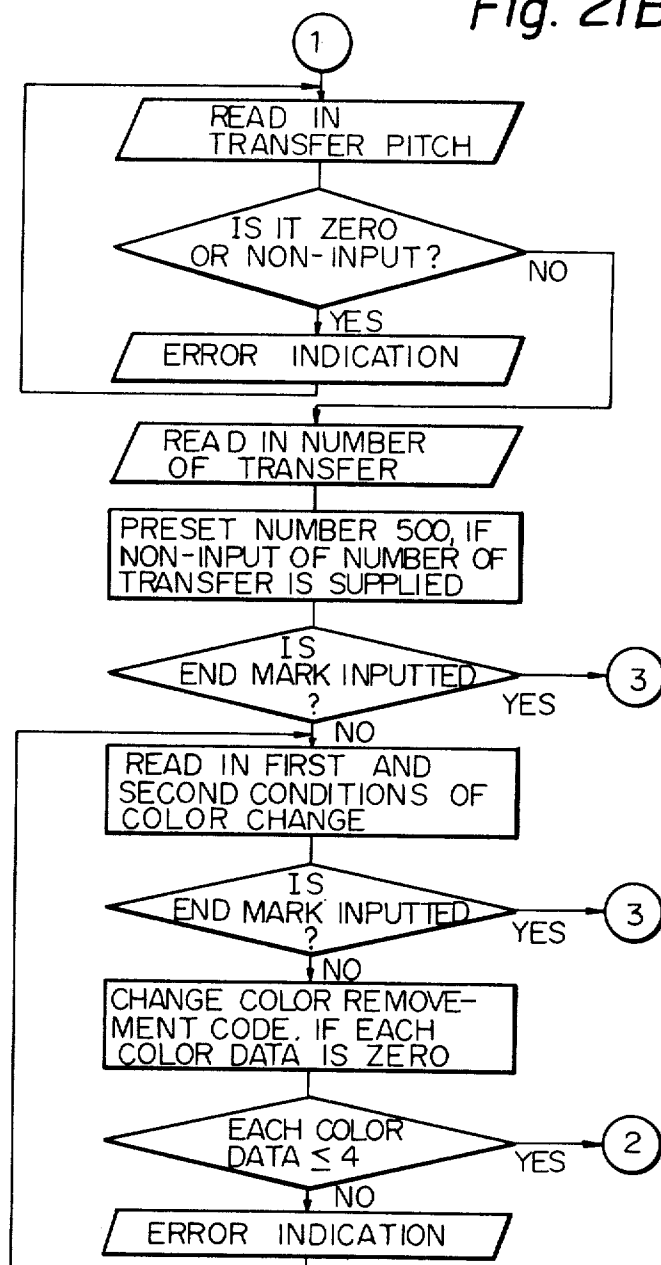 Fig. 21B
1
READ IN
TRANSFER PITCH
IS IT ZERO
OR NON-INPUT?
NO
YES
ERROR INDICATION
READ IN NUMBER
OF TRANSFER
PRESET NUMBER 500, IF
NON-INPUT OF NUMBER OF
TRANSFER IS SUPPLIED
IS
END MARK INPUTTED
?
YES
3
NO
READ IN FIRST AND
SECOND CONDITIONS OF
COLOR CHANGE
IS
END MARK INPUTTED
?
YES
3
NO
CHANGE COLOR REMOVE-
MENT CODE. IF EACH
COLOR DATA IS ZERO
EACH COLOR
DATA ≤ 4
YES
2
NO
ERROR INDICATION